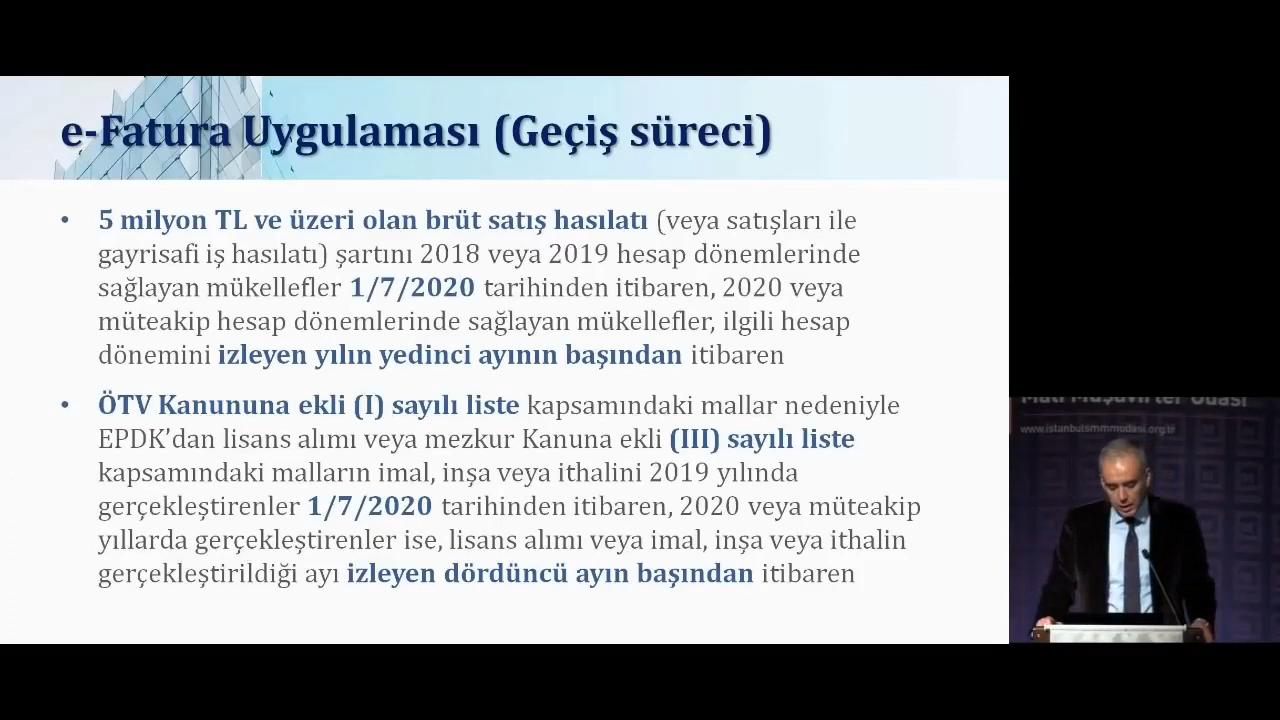 e-Fatura Uygulaması (Geçiş süreci)
• 5 milyon TL ve üzeri olan brüt satış hasılatı (veya satışları ile
gayrisafi iş hasılatı) şartını 2018 veya 2019 hesap dönemlerinde
sağlayan mükellefler 1/7/2020 tarihinden itibaren, 2020 veya
müteakip hesap dönemlerinde sağlayan mükellefler, ilgili hesap
dönemini izleyen yılın yedinci ayının başından itibaren
• ÖTV Kanununa ekli (I) sayılı liste kapsamındaki mallar nedeniyle
EPDK’dan lisans alımı veya mezkur Kanuna ekli (III) sayılı liste
kapsamındaki malların imal, inşa veya ithalini 2019 yılında
gerçekleştirenler 1/7/2020 tarihinden itibaren, 2020 veya müteakip
yıllarda gerçekleştirenler ise, lisans alımı veya imal, inşa veya ithalin
gerçekleştirildiği ayı izleyen dördüncü ayın başından itibaren
Mali Müşavirler Odası
www.istanbulsmmmodasi.org.tr